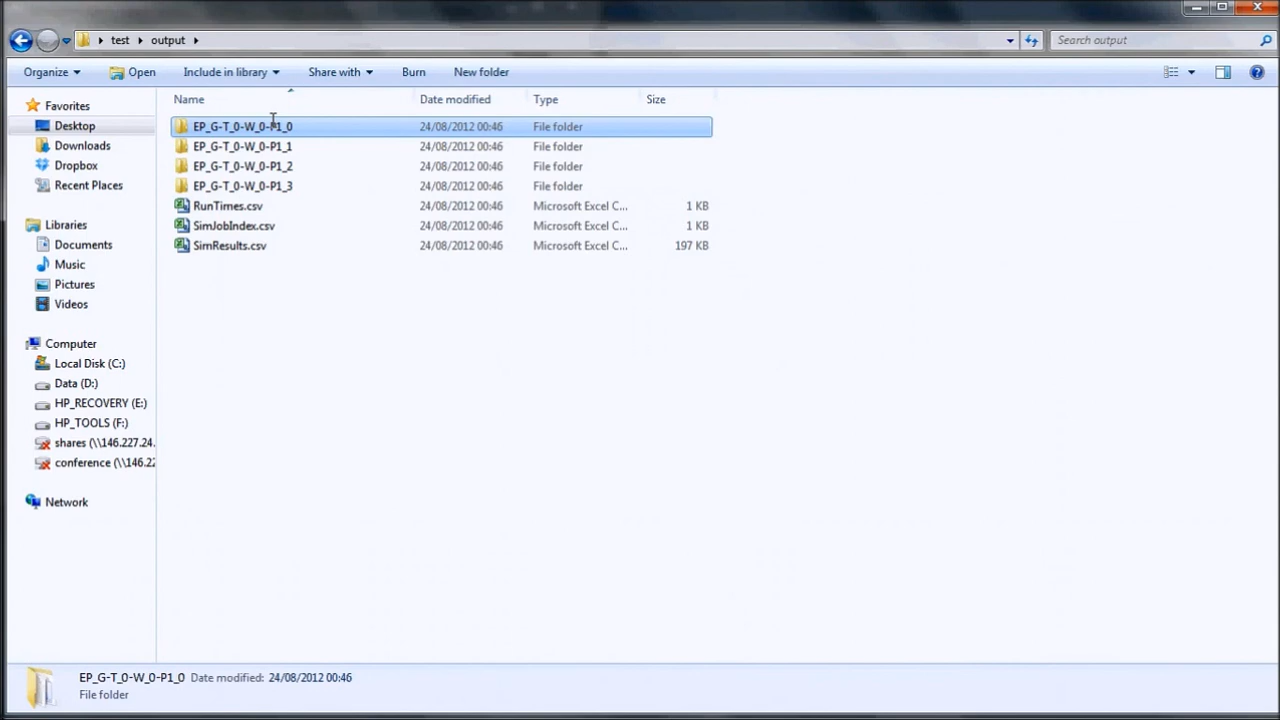 test output Search output
Organize Open Include in library Share with Burn New folder
Name Date modified Type Size
Favorites
Desktop
Downloads
Dropbox
Recent Places
Libraries
Documents
Music
Pictures
Videos
Computer
Local Disk (C:)
Data (D:)
HP_RECOVERY (E:)
HP_TOOLS (F:)
shares (\\146.227.24.
conference (\\146.22
Network
EP_G-T_0-W_0-P1_0 24/08/2012 00:46 File folder
EP_G-T_0-W_0-P1_1 24/08/2012 00:46 File folder
EP_G-T_0-W_0-P1_2 24/08/2012 00:46 File folder
EP_G-T_0-W_0-P1_3 24/08/2012 00:46 File folder
RunTimes.csv 24/08/2012 00:46 Microsoft Excel C... 1 KB
SimJobIndex.csv 24/08/2012 00:46 Microsoft Excel C... 1 KB
SimResults.csv 24/08/2012 00:46 Microsoft Excel C... 197 KB
EP_G-T_0-W_0-P1_0 Date modified: 24/08/2012 00:46
File folder